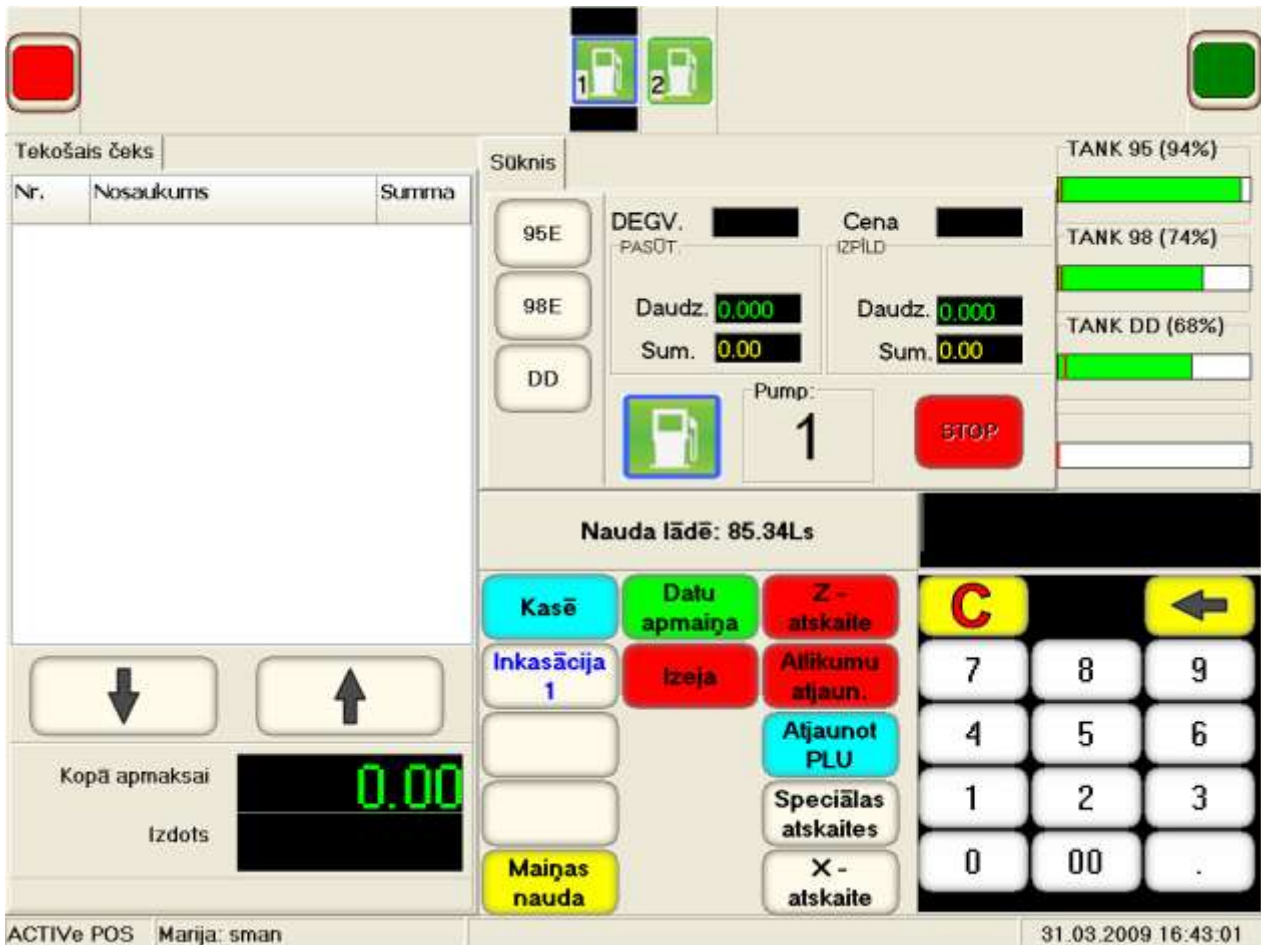 1
2
Tekošais čeks
Nr. Nosaukums Summa
Kopā apmaksai 0.00
Izdots
Sūknis
95E
98E
DD
DEGV.
Cena
PASŪT.
Daudz. 0.000
Sum. 0.00
IZPĪLD
Daudz. 0.000
Sum. 0.00
Pump:
1
STOP
TANK 95 (94%)
TANK 98 (74%)
TANK DD (68%)
Nauda lādē: 85.34Ls
Kasē
Datu
apmaiņa
Z -
atskaite
Inkasācija
1
Izeja
Atlikumu
atjaun.
Atjaunot
PLU
Speciālas
atskaites
Maiņas
nauda
X -
atskaite
C
7 8 9
4 5 6
1 2 3
0 00 .
ACTIVe POS Marija: sman 31.03.2009 16:43:01